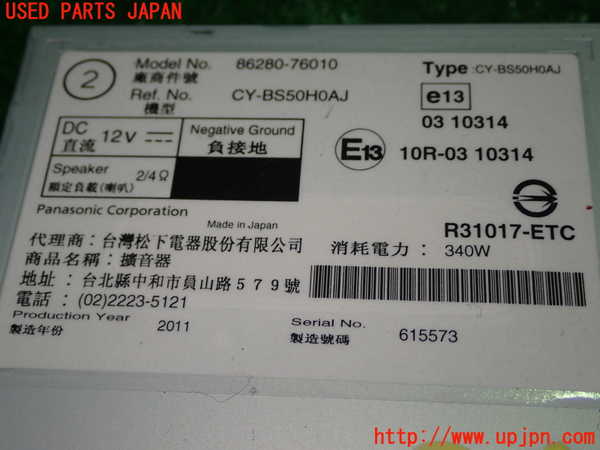 USED PARTS JAPAN
2
Model No. 86280-76010
廠商件號
Ref. No. CY-BS50H0AJ
機型
Type :CY-BS50H0AJ
e13
03 10314
DC 12V
直流
Negative Ground
負接地
Speaker 2/4Ω
額定負載(喇叭)
E13
10R-03 10314
Panasonic Corporation
Made in Japan
R31017-ETC
代理商:台灣松下電器股份有限公司
消耗電力: 340W
商品名稱:擴音器
地址:台北縣中和市員山路579號
電話:(02)2223-5121
Production Year 2011
製造年份
Serial No. 615573
製造號碼
http://www.upjpn.com/